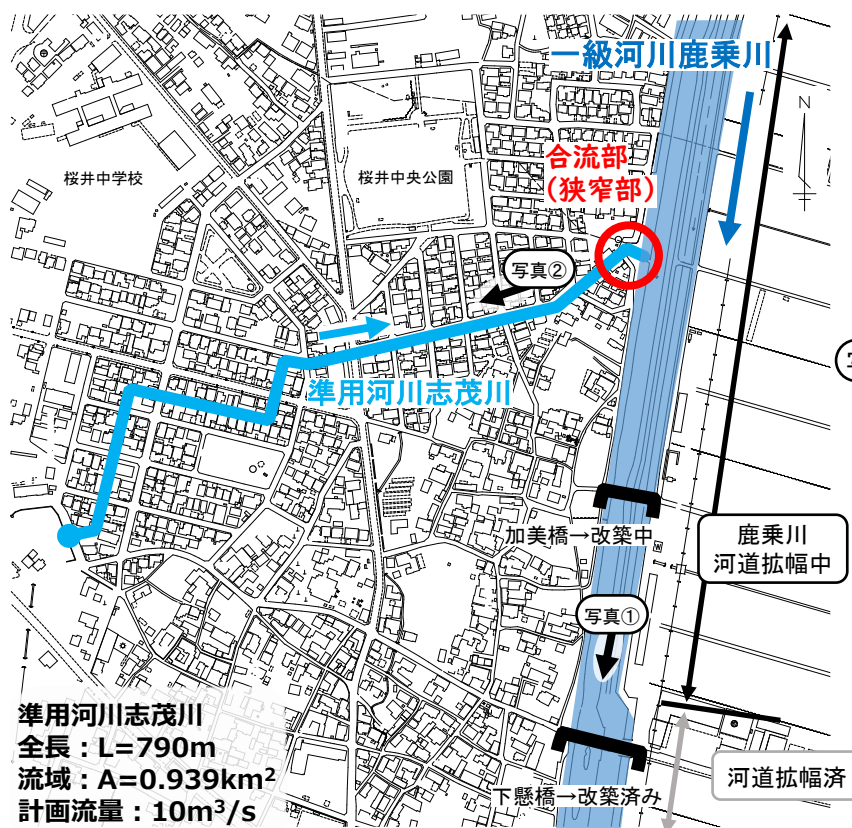 一級河川鹿乗川
N
合流部
（狭窄部）
桜井中学校
桜井中央公園
写真②
準用河川志茂川
加美橋→改築中
鹿乗川
河道拡幅中
写真①
準用河川志茂川
全長：L=790m
流域：A=0.939km²
計画流量：10m³/s
下懸橋→改築済み
河道拡幅済